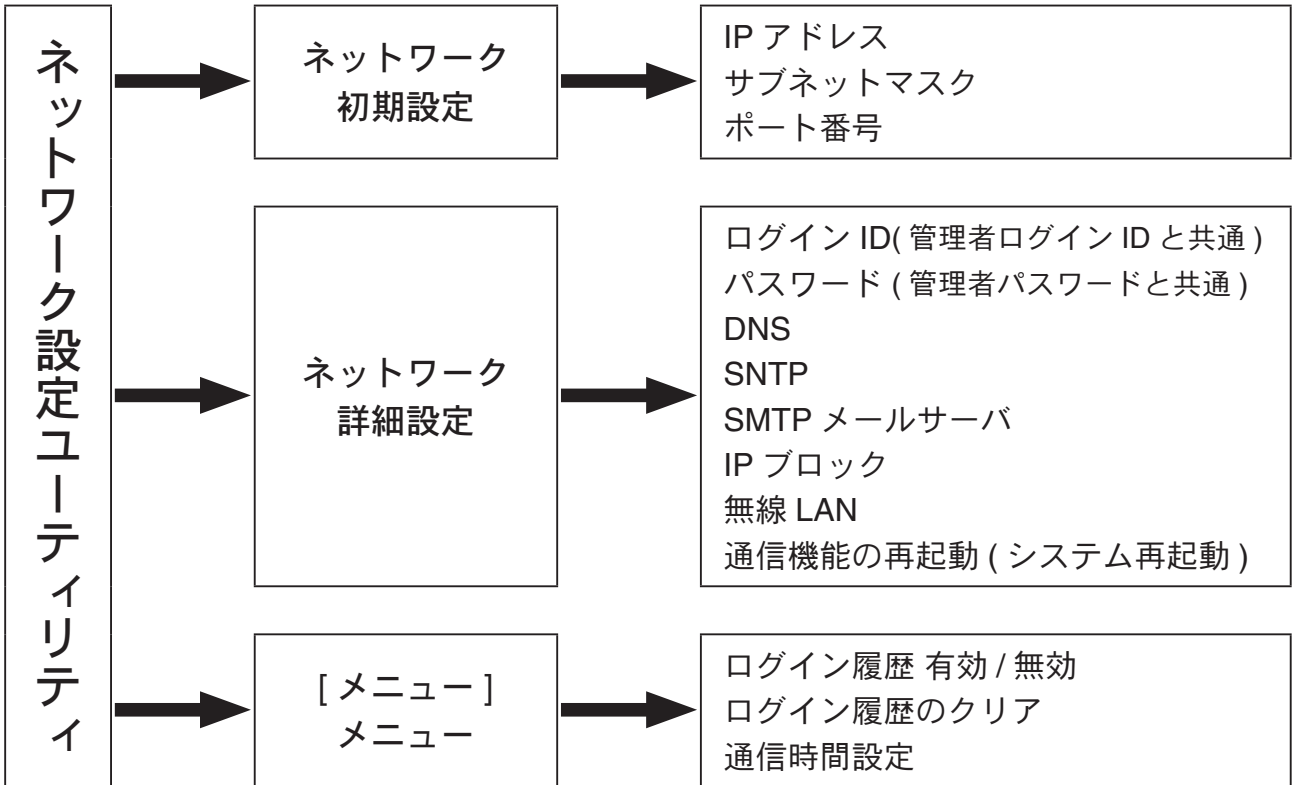 ネットワーク設定ユーティリティ
ネットワーク
初期設定
IP アドレス
サブネットマスク
ポート番号
ネットワーク
詳細設定
ログイン ID( 管理者ログイン ID と共通 )
パスワード ( 管理者パスワードと共通 )
DNS
SNTP
SMTP メールサーバ
IP ブロック
無線 LAN
通信機能の再起動 ( システム再起動 )
[ メニュー ]
メニュー
ログイン履歴 有効 / 無効
ログイン履歴のクリア
通信時間設定